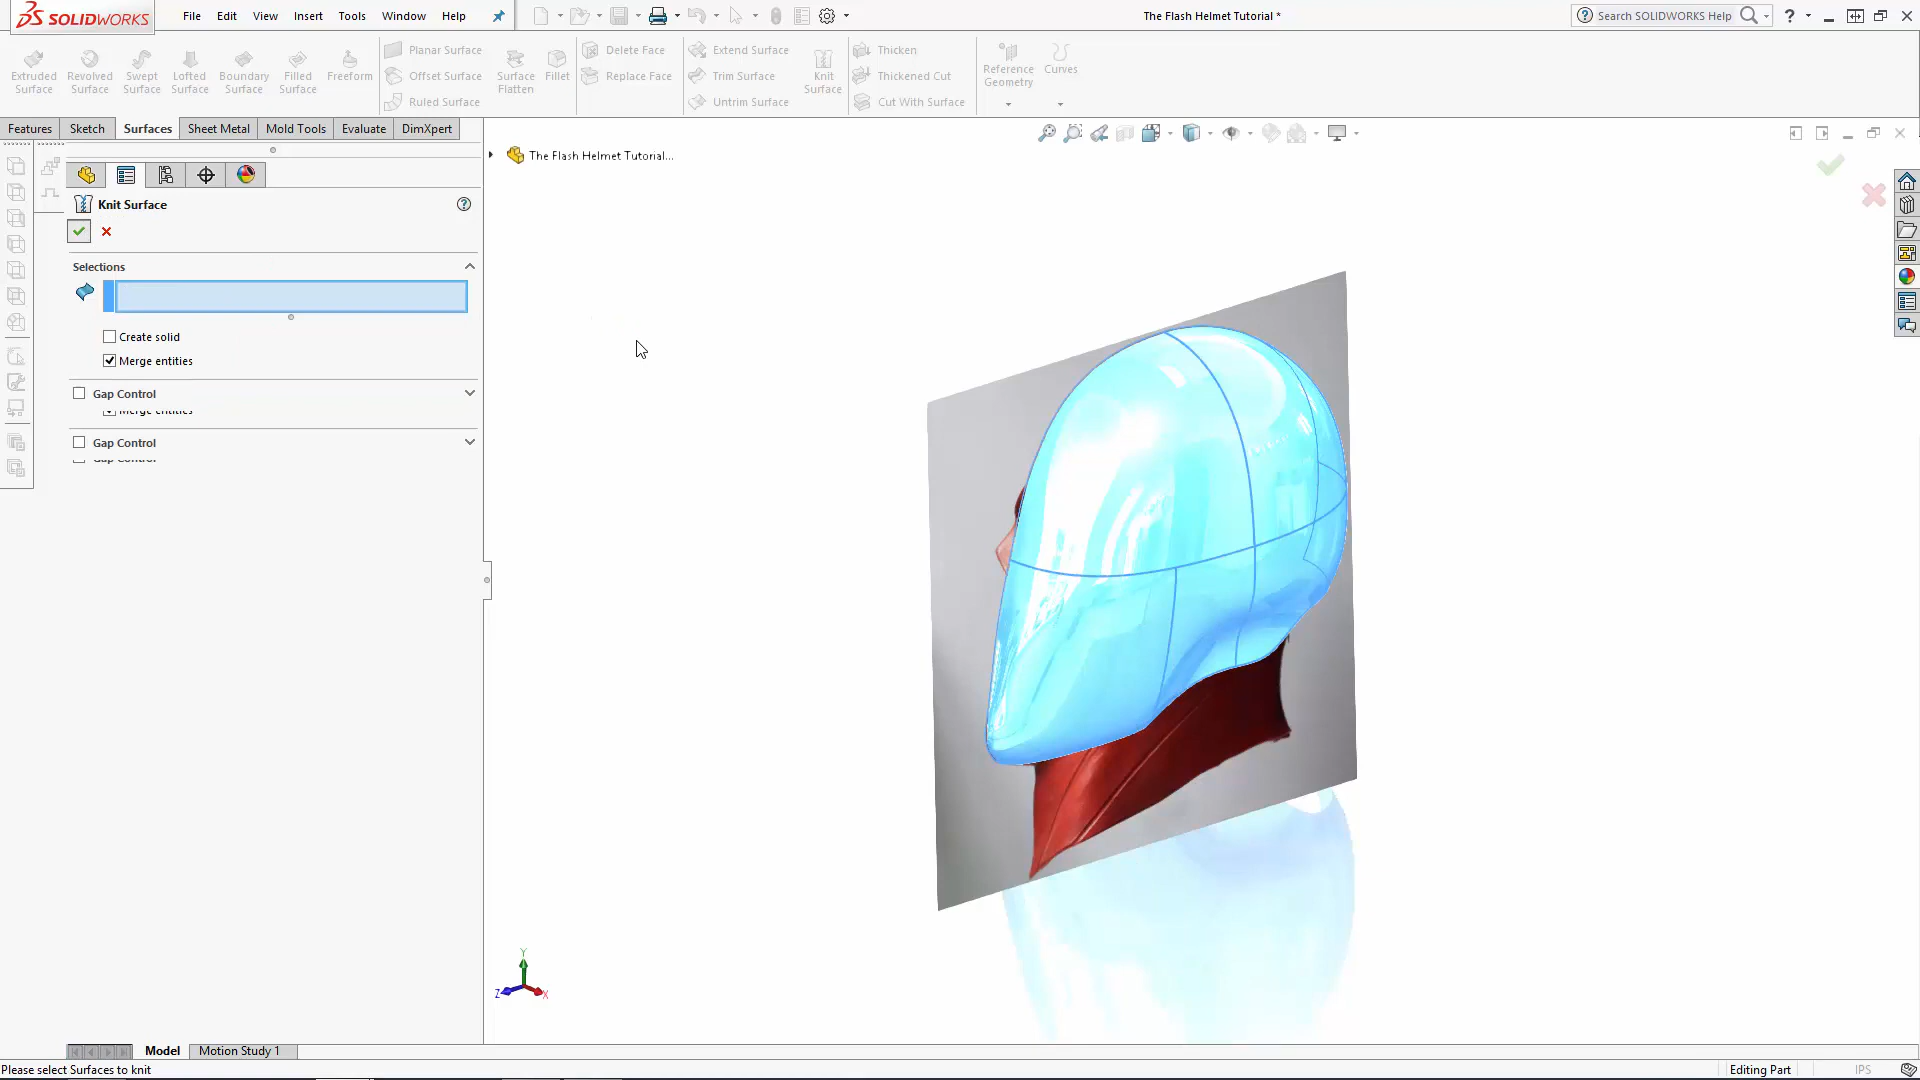 SOLIDWORKS
File Edit View Insert Tools Window Help
The Flash Helmet Tutorial *
Search SOLIDWORKS Help
Extruded Surface
Revolved Surface
Swept Surface
Lofted Surface
Boundary Surface
Filled Surface
Freeform
Planar Surface
Offset Surface
Ruled Surface
Surface Flatten
Fillet
Delete Face
Replace Face
Extend Surface
Trim Surface
Untrim Surface
Knit Surface
Thicken
Thickened Cut
Cut With Surface
Reference Geometry
Curves
Features Sketch Surfaces Sheet Metal Mold Tools Evaluate DimXpert
The Flash Helmet Tutorial...
Knit Surface
Selections
Create solid
Merge entities
Gap Control
Merge entities
Gap Control
Gap Control
Y
Z
X
Model Motion Study 1
Please select Surfaces to knit
Editing Part
IPS